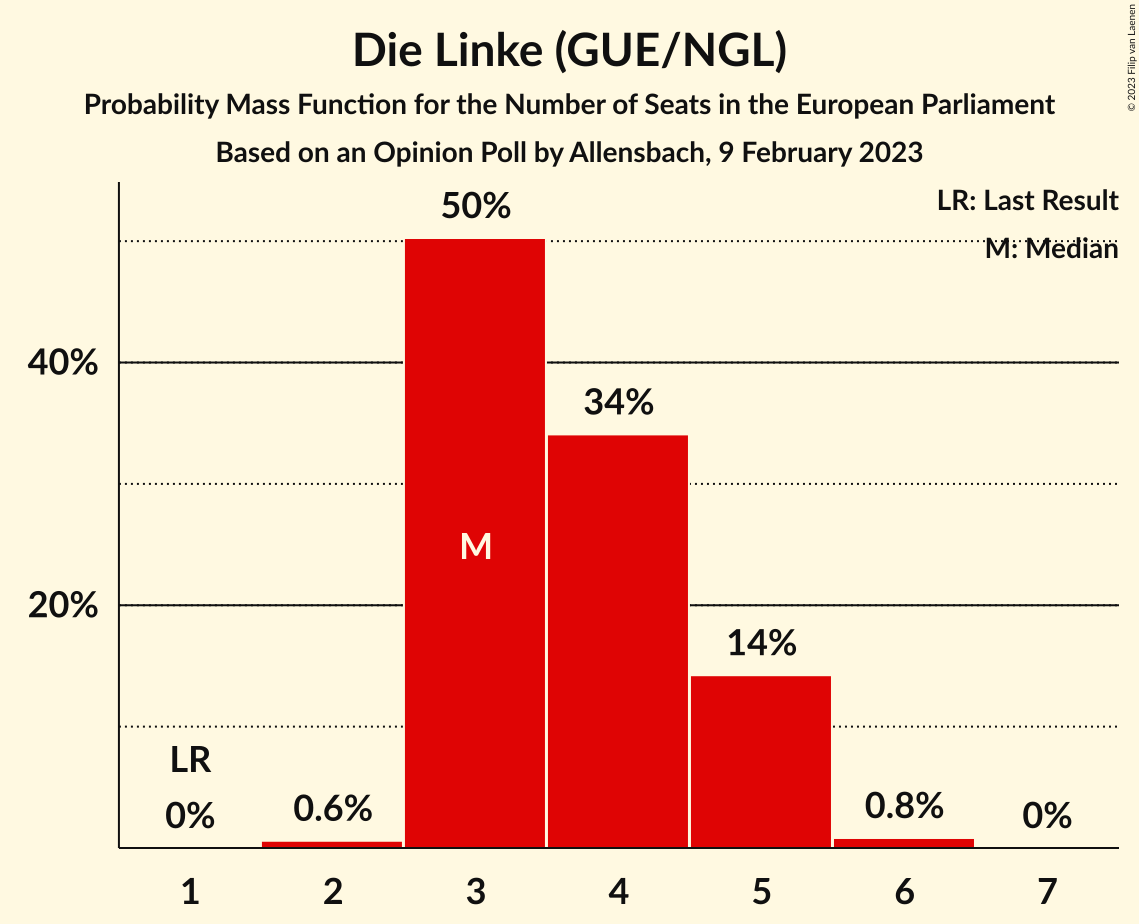 Die Linke (GUE/NGL)
Probability Mass Function for the Number of Seats in the European Parliament
Based on an Opinion Poll by Allensbach, 9 February 2023
© 2023 Filip van Laenen
LR: Last Result
M: Median
50%
40%
34%
M
20%
14%
LR
0%
0.6%
0.8%
0%
1 2 3 4 5 6 7